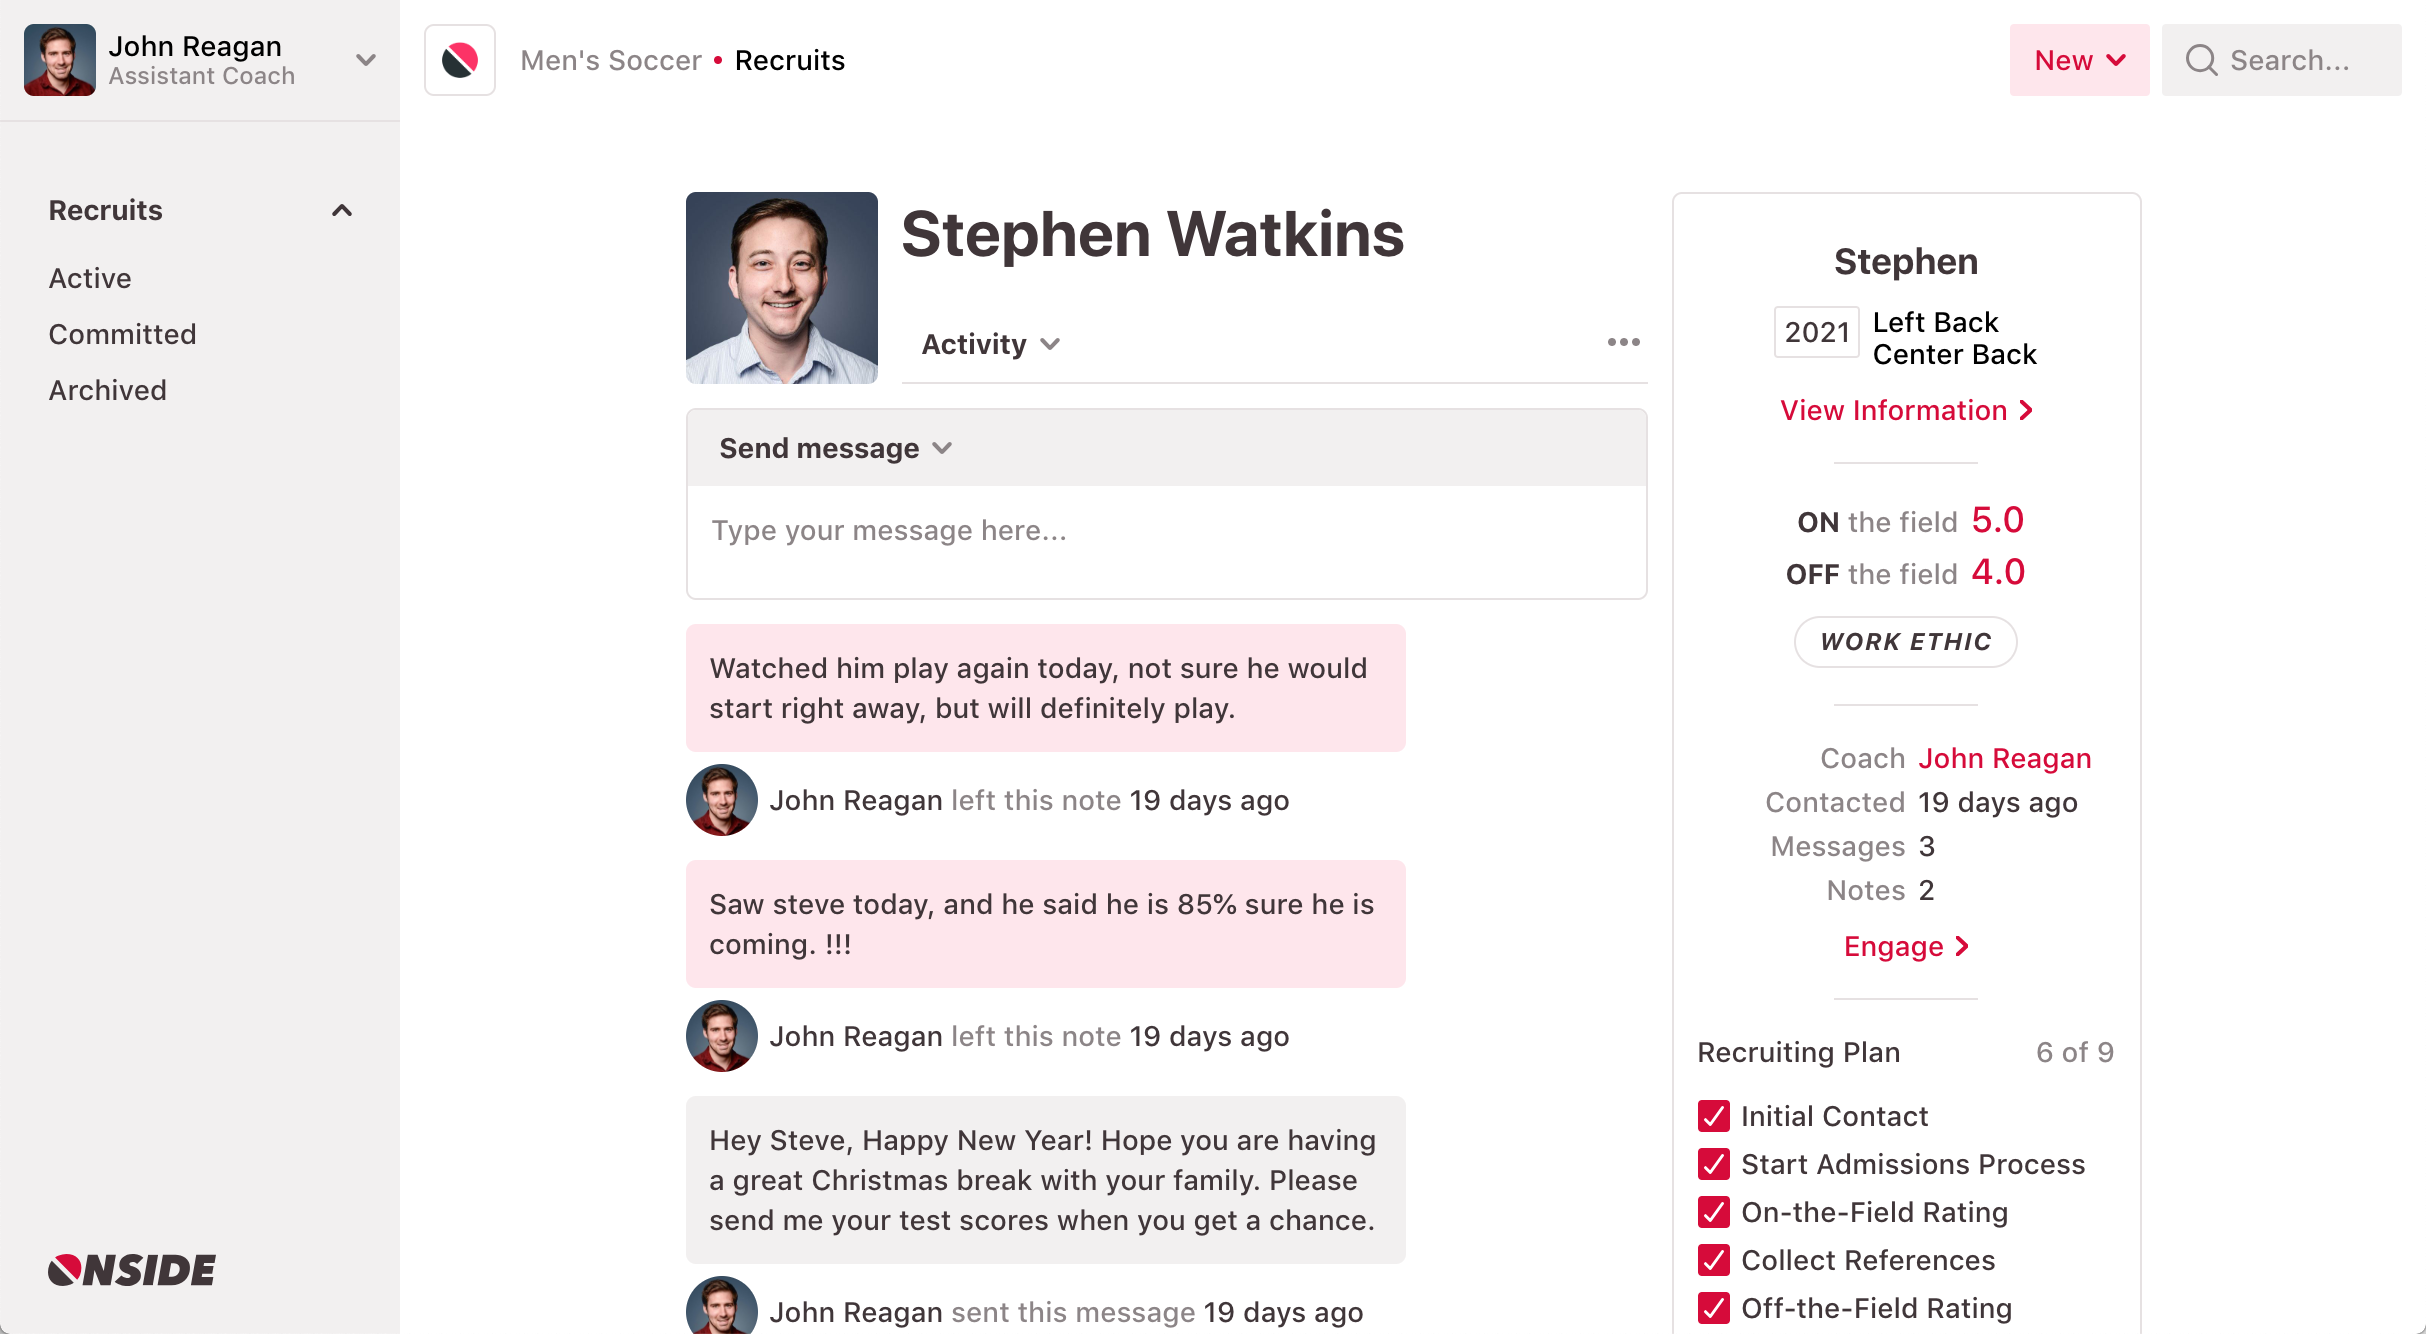 John Reagan
Assistant Coach
Men's Soccer • Recruits
New
Search...
Recruits
Active
Committed
Archived
NSIDE
Stephen Watkins
Activity
Send message
Type your message here...
Watched him play again today, not sure he would
start right away, but will definitely play.
John Reagan left this note 19 days ago
Saw steve today, and he said he is 85% sure he is
coming. !!!
John Reagan left this note 19 days ago
Hey Steve, Happy New Year! Hope you are having
a great Christmas break with your family. Please
send me your test scores when you get a chance.
John Reagan sent this message 19 days ago
Stephen
2021
Left Back
Center Back
View Information
ON the field 5.0
OFF the field 4.0
WORK ETHIC
Coach John Reagan
Contacted 19 days ago
Messages 3
Notes 2
Engage
Recruiting Plan 6 of 9
Initial Contact
Start Admissions Process
On-the-Field Rating
Collect References
Off-the-Field Rating